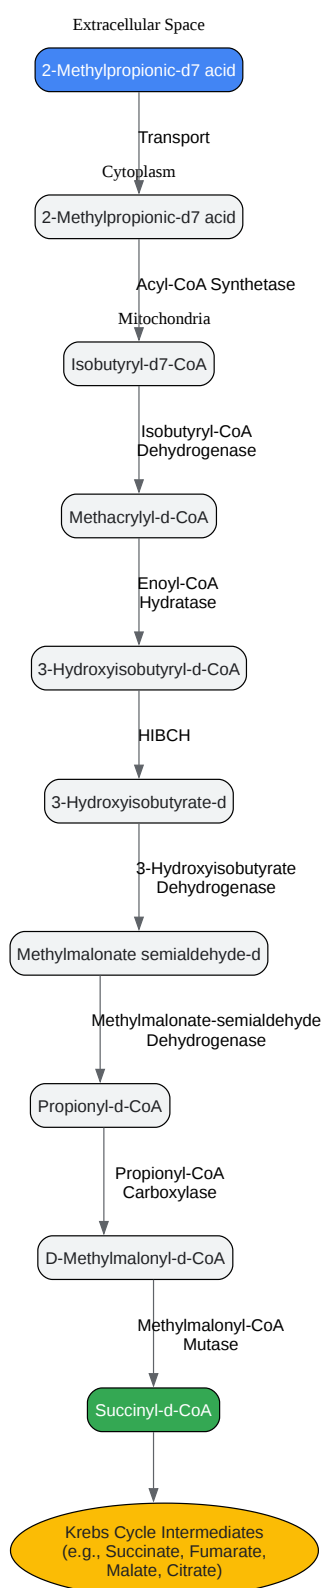 Extracellular Space
2-Methylpropionic-d7 acid
Transport
Cytoplasm
2-Methylpropionic-d7 acid
Acyl-CoA Synthetase
Mitochondria
Isobutyryl-d7-CoA
Isobutyryl-CoA
Dehydrogenase
Methacrylyl-d-CoA
Enoyl-CoA
Hydratase
3-Hydroxyisobutyryl-d-CoA
HIBCH
3-Hydroxyisobutyrate-d
3-Hydroxyisobutyrate
Dehydrogenase
Methylmalonate semialdehyde-d
Methylmalonate-semialdehyde
Dehydrogenase
Propionyl-d-CoA
Propionyl-CoA
Carboxylase
D-Methylmalonyl-d-CoA
Methylmalonyl-CoA
Mutase
Succinyl-d-CoA
Krebs Cycle Intermediates
(e.g., Succinate, Fumarate,
Malate, Citrate)